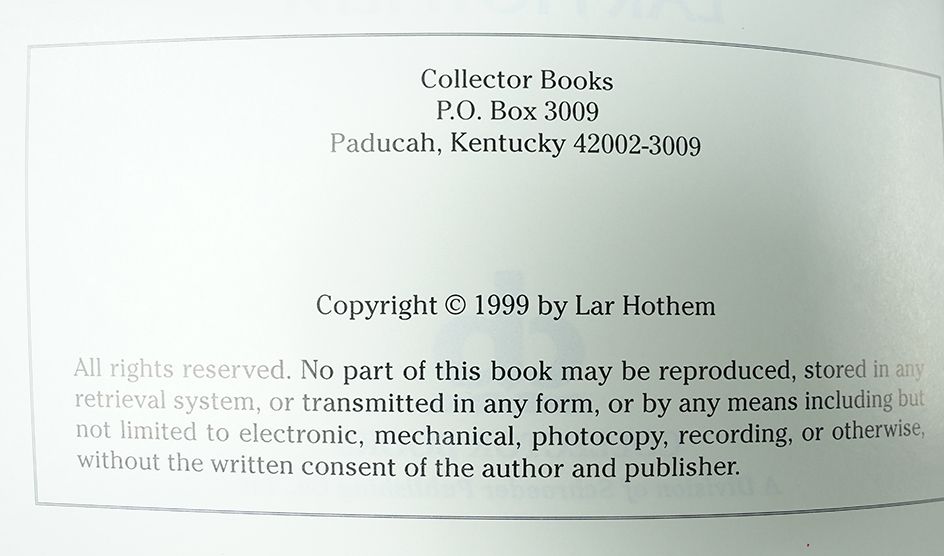 Collector Books
P.O. Box 3009
Paducah, Kentucky 42002-3009
Copyright © 1999 by Lar Hothem
All rights reserved. No part of this book may be reproduced, stored in any
retrieval system, or transmitted in any form, or by any means including but
not limited to electronic, mechanical, photocopy, recording, or otherwise,
without the written consent of the author and publisher.